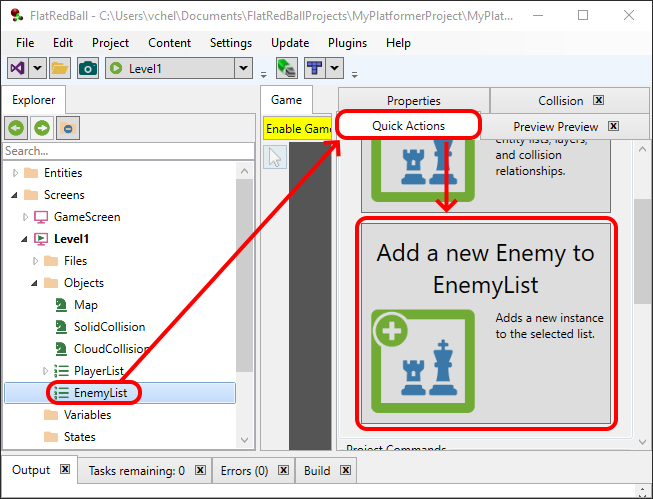 FlatRedBall - C:\Users\vchel\Documents\FlatRedBallProjects\MyPlatformerProject\MyPlatf...
File Edit Content Settings Update Plugins Help
Level1
Explorer
Search...
Entities
Screens
GameScreen
Level1
Files
Objects
Map
SolidCollision
CloudCollision
PlayerList
EnemyList
Variables
States
Game
Enable Game
Properties
Collision
Quick Actions
Preview Preview
entity lists, layers,
and collision
relationships.
Add a new Enemy to
EnemyList
Adds a new instance
to the selected list.
Project Commands
Output
Tasks remaining: 0
Errors (0)
Build